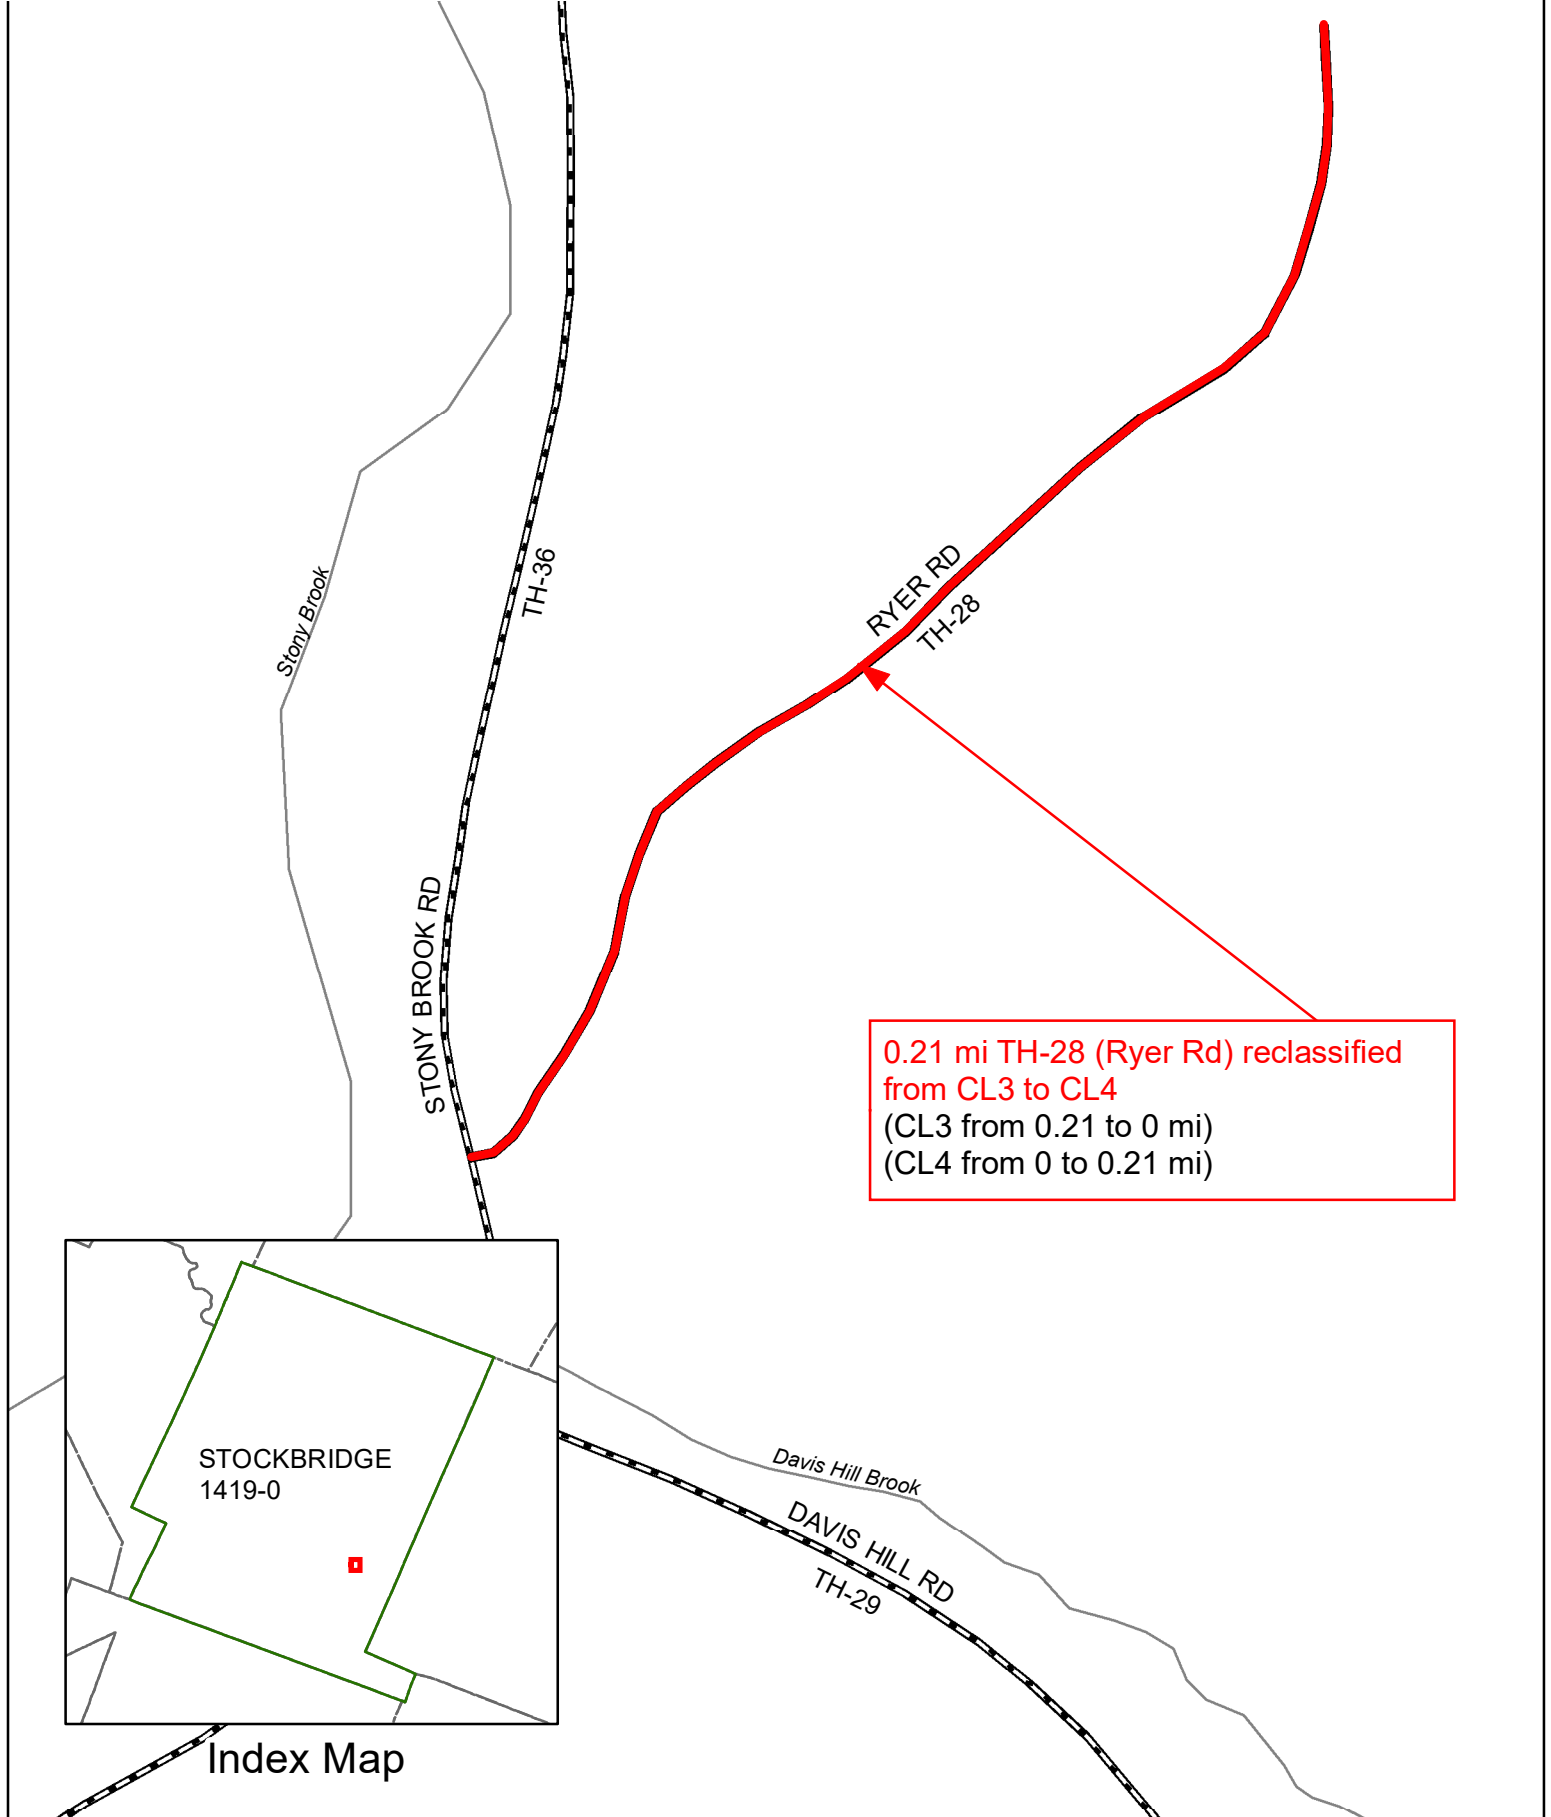 TH-36
Stony Brook
RYER RD
TH-28
STONY BROOK RD
0.21 mi TH-28 (Ryer Rd) reclassified
from CL3 to CL4
(CL3 from 0.21 to 0 mi)
(CL4 from 0 to 0.21 mi)
STOCKBRIDGE
1419-0
Davis Hill Brook
DAVIS HILL RD
TH-29
Index Map